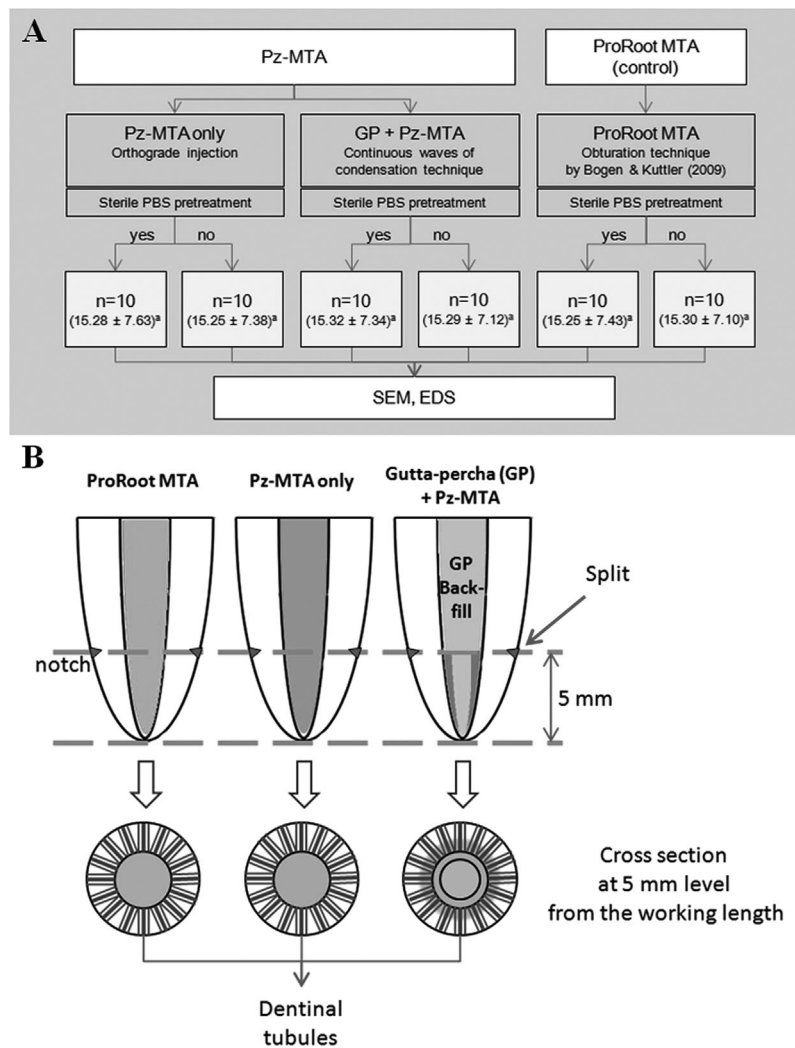 A
Pz-MTA
ProRoot MTA
(control)
Pz-MTA only
Orthograde injection
GP + Pz-MTA
Continuous waves of
condensation technique
ProRoot MTA
Obturation technique
by Bogen & Kuttler (2009)
Sterile PBS pretreatment
Sterile PBS pretreatment
Sterile PBS pretreatment
yes no
yes no
yes no
n=10
(15.28 ± 7.63)ª
n=10
(15.25 ± 7.38)ª
n=10
(15.32 ± 7.34)ª
n=10
(15.29 ± 7.12)ª
n=10
(15.25 ± 7.43)ª
n=10
(15.30 ± 7.10)ª
SEM, EDS
B
ProRoot MTA
Pz-MTA only
Gutta-percha (GP)
+ Pz-MTA
GP
Back-
fill
Split
notch
5 mm
Cross section
at 5 mm level
from the working length
Dentinal
tubules